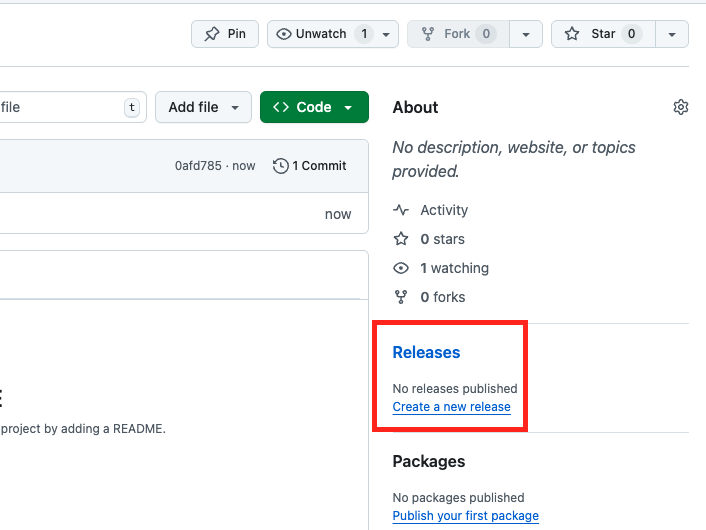 Pin
Unwatch 1
Fork 0
Star 0
file t
Add file
<> Code
0afd785 · now
1 Commit
now
project by adding a README.
About
No description, website, or topics
provided.
Activity
0 stars
1 watching
0 forks
Releases
No releases published
Create a new release
Packages
No packages published
Publish your first package